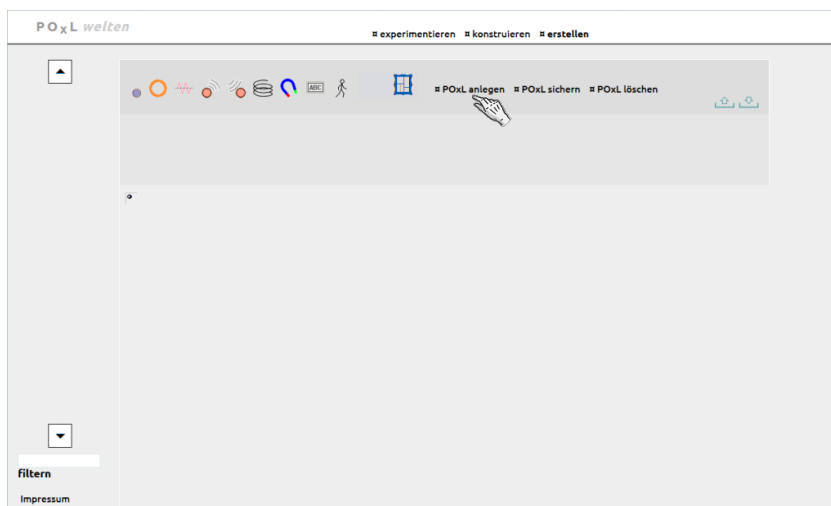 POXL welten
¤ experimentieren ¤ konstruieren ¤ erstellen
ABC
¤ POxL anlegen ¤ POxL sichern ¤ POxL löschen
filtern
Impressum